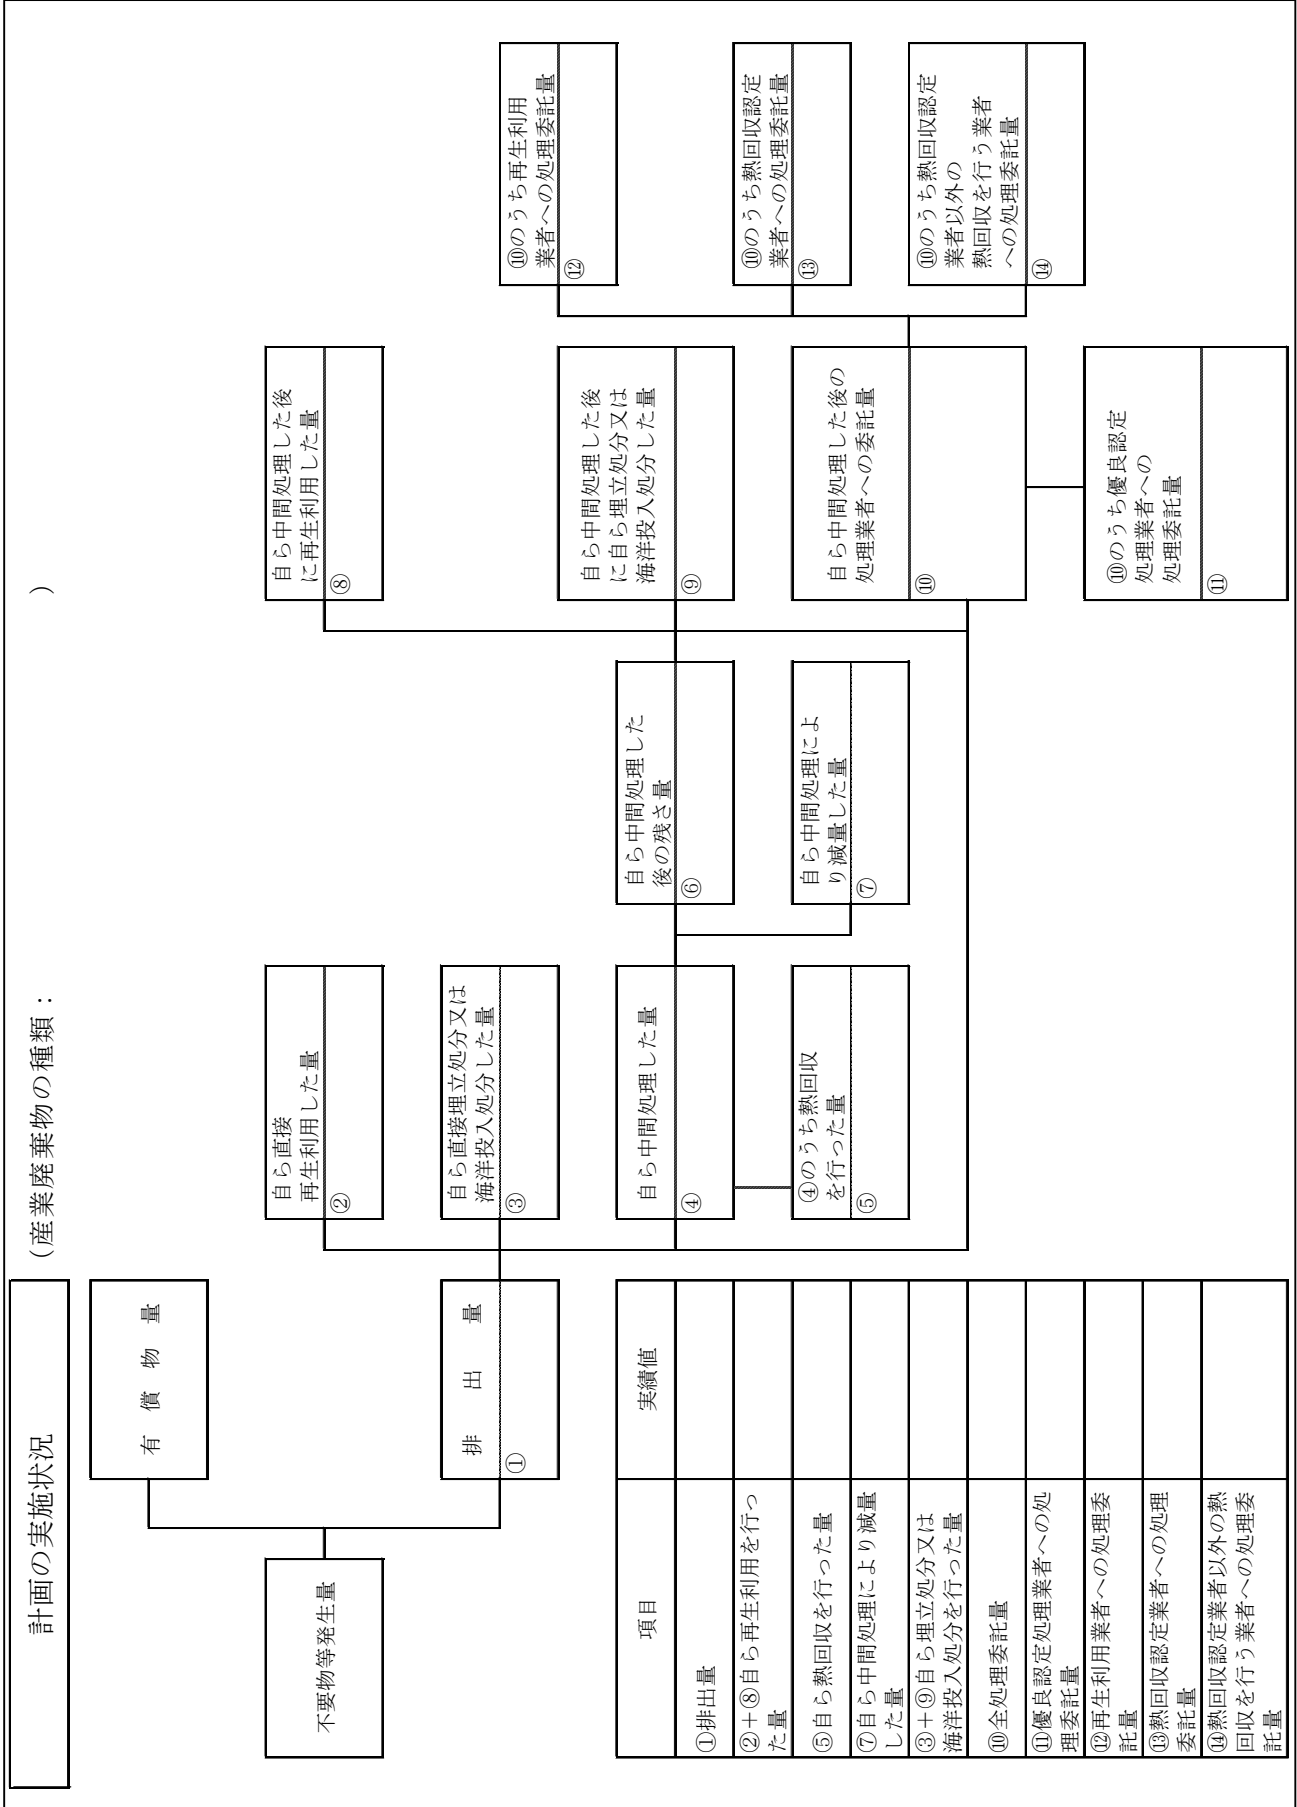 計画の実施状況
（産業廃棄物の種類：　　　　　　　　　　）
不要物等発生量
有　償　物　量
排　出　量
①
自ら直接
再生利用した量
②
自ら直接埋立処分又は
海洋投入処分した量
③
自ら中間処理した量
④
④のうち熱回収
を行った量
⑤
自ら中間処理した
後の残さ量
⑥
自ら中間処理によ
り減量した量
⑦
自ら中間処理した後
に再生利用した量
⑧
自ら中間処理した後
に自ら埋立処分又は
海洋投入処分した量
⑨
自ら中間処理した後の
処理業者への委託量
⑩
⑩のうち優良認定
処理業者への
処理委託量
⑪
⑩のうち再生利用
業者への処理委託量
⑫
⑩のうち熱回収認定
業者への処理委託量
⑬
⑩のうち熱回収認定
業者以外の
熱回収を行う業者
への処理委託量
⑭
項目　実績値
①排出量
②＋⑧自ら再生利用を行っ
た量
⑤自ら熱回収を行った量
⑦自ら中間処理により減量
した量
③＋⑨自ら埋立処分又は
海洋投入処分を行った量
⑩全処理委託量
⑪優良認定処理業者への処
理委託量
⑫再生利用業者への処理委
託量
⑬熱回収認定業者への処理
委託量
⑭熱回収認定業者以外の熱
回収を行う業者への処理委
託量